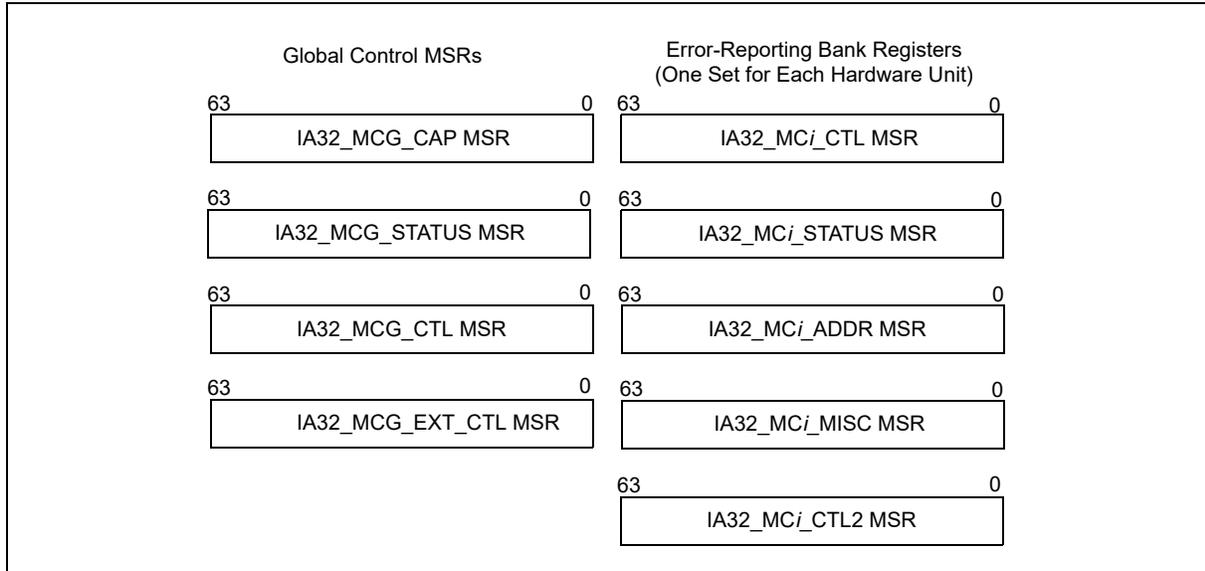 Global Control MSRs
63 0
IA32_MCG_CAP MSR
63 0
IA32_MCG_STATUS MSR
63 0
IA32_MCG_CTL MSR
63 0
IA32_MCG_EXT_CTL MSR
Error-Reporting Bank Registers
(One Set for Each Hardware Unit)
63 0
IA32_MCi_CTL MSR
63 0
IA32_MCi_STATUS MSR
63 0
IA32_MCi_ADDR MSR
63 0
IA32_MCi_MISC MSR
63 0
IA32_MCi_CTL2 MSR